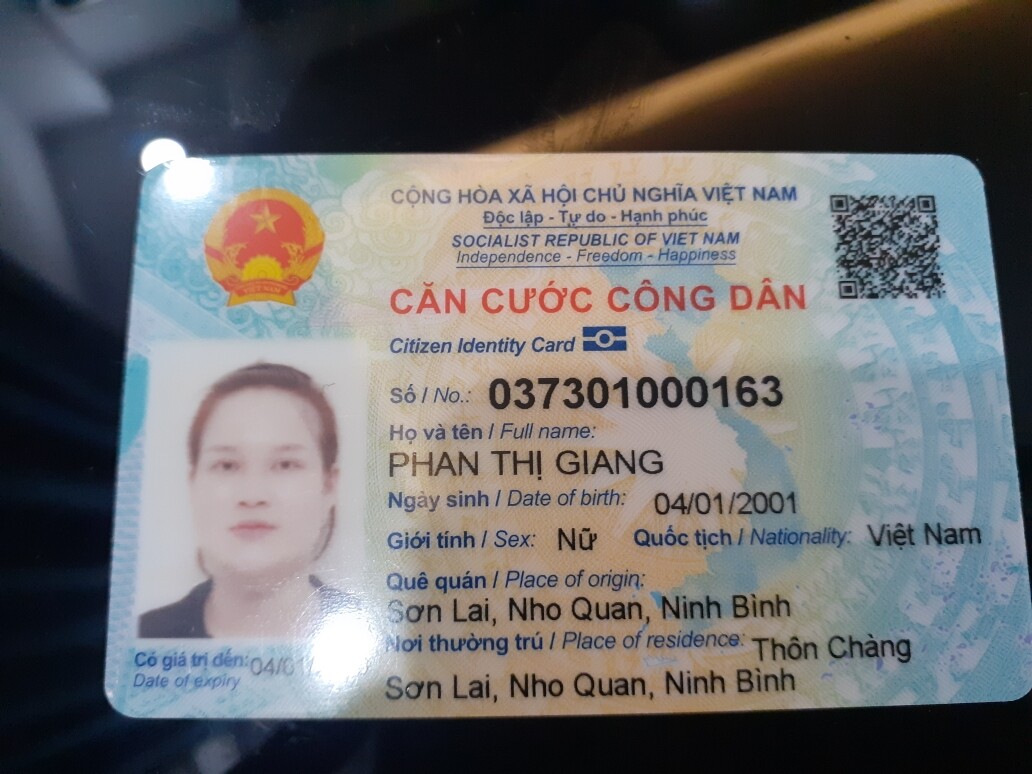 CỘNG HÒA XÃ HỘI CHỦ NGHĨA VIỆT NAM
Độc lập - Tự do - Hạnh phúc
SOCIALIST REPUBLIC OF VIET NAM
Independence - Freedom - Happiness
CĂN CƯỚC CÔNG DÂN
Citizen Identity Card
Số / No.: 037301000163
Họ và tên / Full name:
PHAN THỊ GIANG
Ngày sinh / Date of birth: 04/01/2001
Giới tính / Sex: Nữ Quốc tịch / Nationality: Việt Nam
Quê quán / Place of origin:
Sơn Lai, Nho Quan, Ninh Bình
Nơi thường trú / Place of residence: Thôn Chàng
Sơn Lai, Nho Quan, Ninh Bình
Có giá trị đến:
Date of expiry